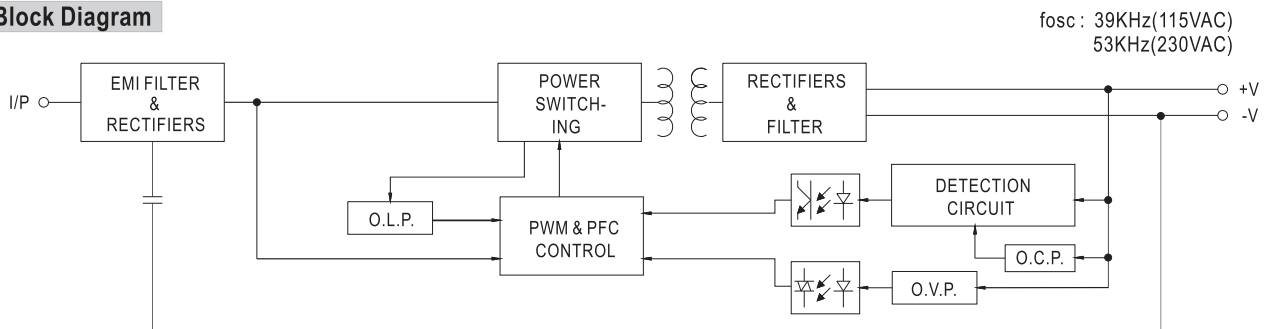 Block Diagram
fosc : 39KHz(115VAC)
53KHz(230VAC)
I/P
EMI FILTER
&
RECTIFIERS
POWER
SWITCH-
ING
RECTIFIERS
&
FILTER
+V
-V
O.L.P.
PWM & PFC
CONTROL
DETECTION
CIRCUIT
O.C.P.
O.V.P.